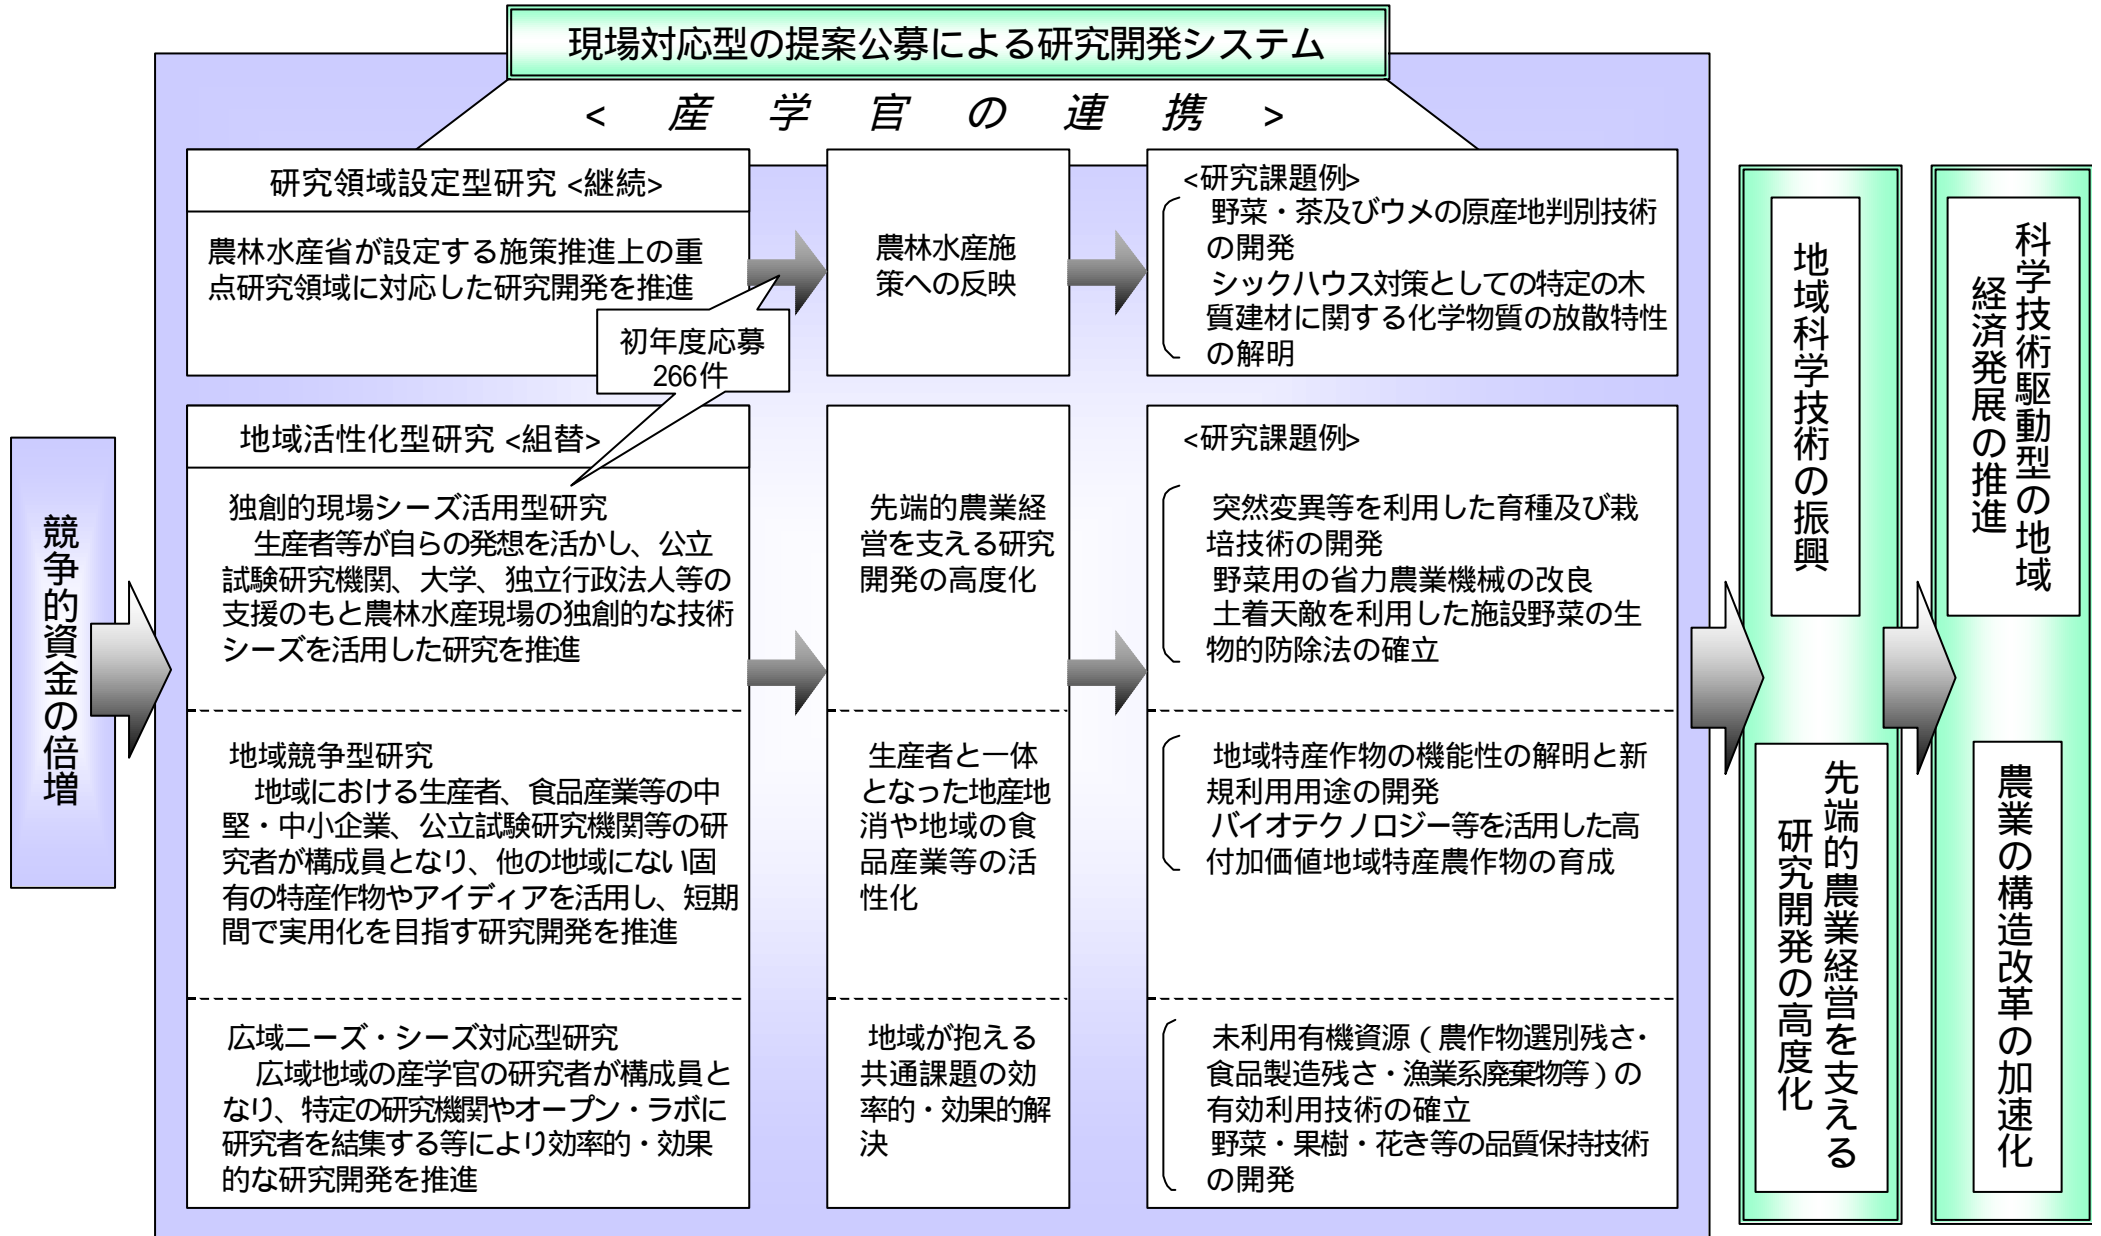 現場対応型の提案公募による研究開発システム
< 産 学 官 の 連 携 >
競争的資金の倍増
研究領域設定型研究 <継続>
農林水産省が設定する施策推進上の重
点研究領域に対応した研究開発を推進
初年度応募
266件
農林水産施
策への反映
<研究課題例>
野菜・茶及びウメの原産地判別技術
の開発
シックハウス対策としての特定の木
質建材に関する化学物質の放散特性
の解明
地域活性化型研究 <組替>
独創的現場シーズ活用型研究
生産者等が自らの発想を活かし、公立
試験研究機関、大学、独立行政法人等の
支援のもと農林水産現場の独創的な技術
シーズを活用した研究を推進
先端的農業経
営を支える研究
開発の高度化
<研究課題例>
突然変異等を利用した育種及び栽
培技術の開発
野菜用の省力農業機械の改良
土着天敵を利用した施設野菜の生
物的防除法の確立
地域競争型研究
地域における生産者、食品産業等の中
堅・中小企業、公立試験研究機関等の研
究者が構成員となり、他の地域にない固
有の特産作物やアイディアを活用し、短期
間で実用化を目指す研究開発を推進
生産者と一体
となった地産地
消や地域の食
品産業等の活
性化
地域特産作物の機能性の解明と新
規利用用途の開発
バイオテクノロジー等を活用した高
付加価値地域特産農作物の育成
広域ニーズ・シーズ対応型研究
広域地域の産学官の研究者が構成員と
なり、特定の研究機関やオープン・ラボに
研究者を結集する等により効率的・効果
的な研究開発を推進
地域が抱える
共通課題の効
率的・効果的解
決
未利用有機資源（農作物選別残さ・
食品製造残さ・漁業系廃棄物等）の
有効利用技術の確立
野菜・果樹・花き等の品質保持技術
の開発
地域科学技術の振興
先端的農業経営を支える
研究開発の高度化
科学技術駆動型の地域
経済発展の推進
農業の構造改革の加速化